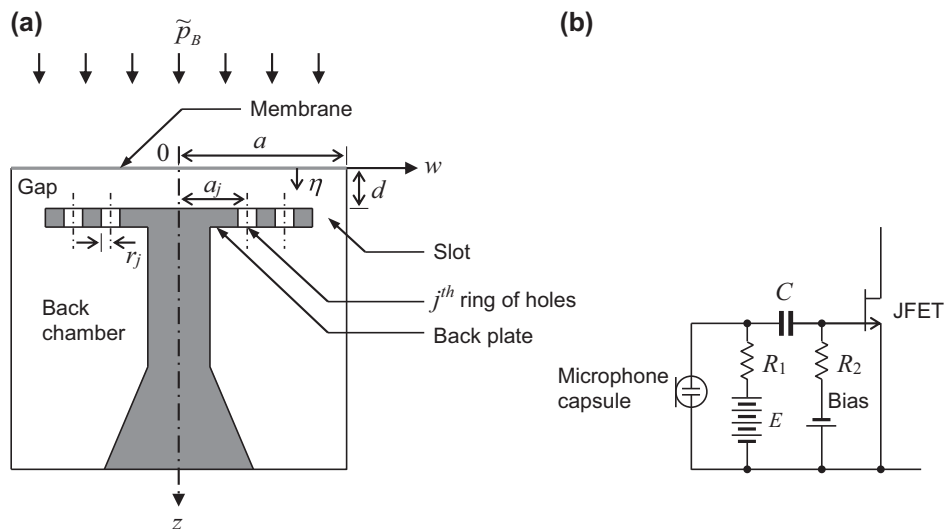 (a)
p̃_B
Membrane
0
a
w
Gap
a_j
η
d
r_j
Slot
j^th ring of holes
Back plate
Back
chamber
z
(b)
C
JFET
R_1
R_2
Microphone
capsule
Bias
E